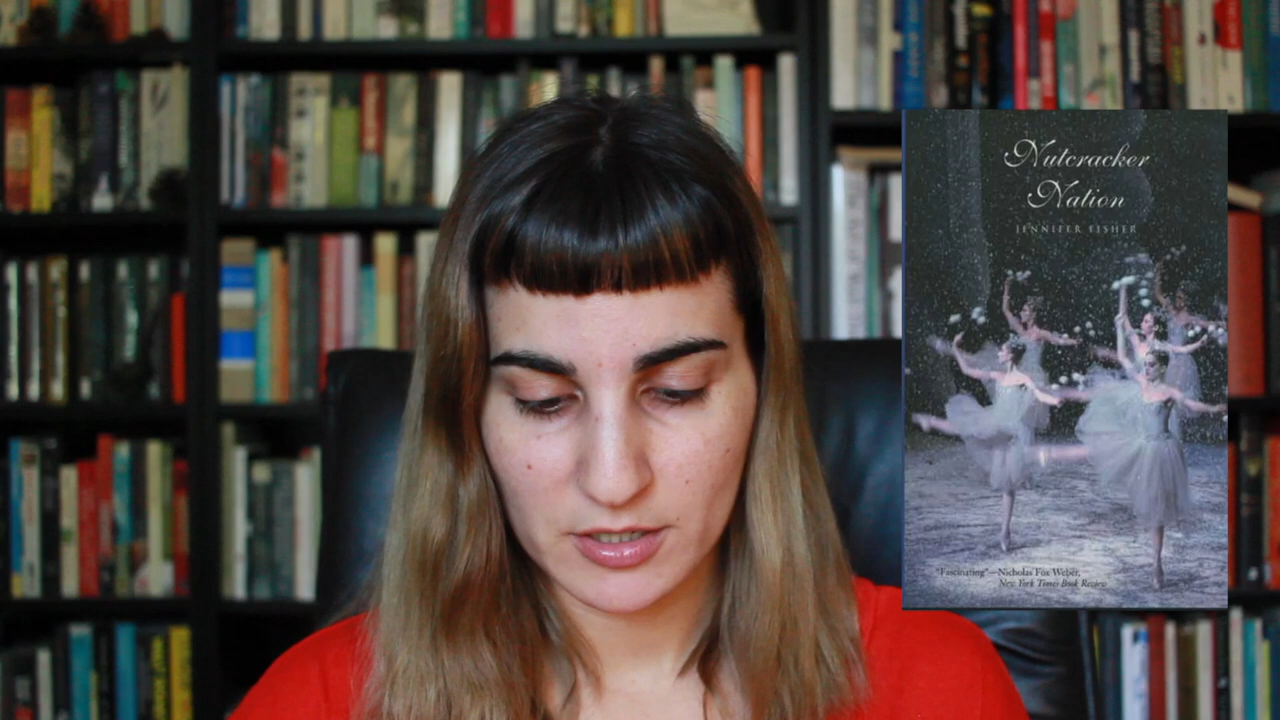 Nutcracker
Nation
JENNIFER FISHER
"Fascinating"—Nicholas Fox Weber,
New York Times Book Review